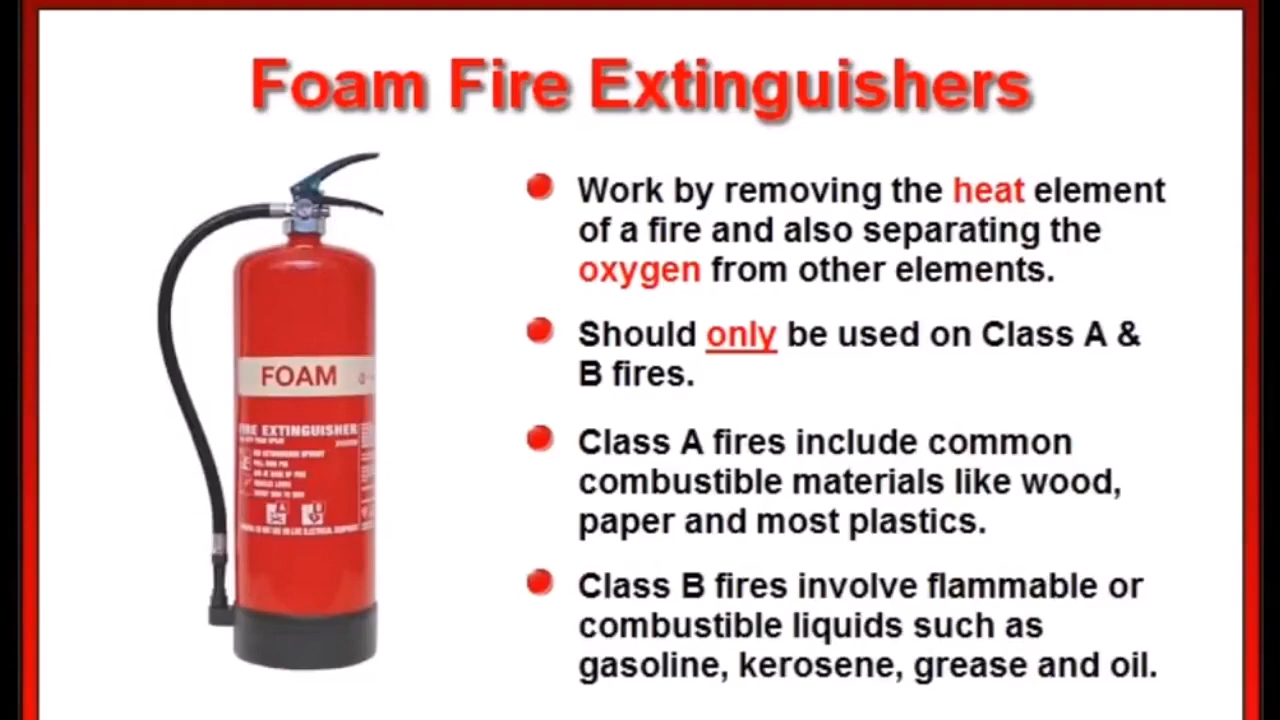 Foam Fire Extinguishers
Work by removing the heat element
of a fire and also separating the
oxygen from other elements.
Should only be used on Class A &
B fires.
Class A fires include common
combustible materials like wood,
paper and most plastics.
Class B fires involve flammable or
combustible liquids such as
gasoline, kerosene, grease and oil.
FOAM
FIRE EXTINGUISHER